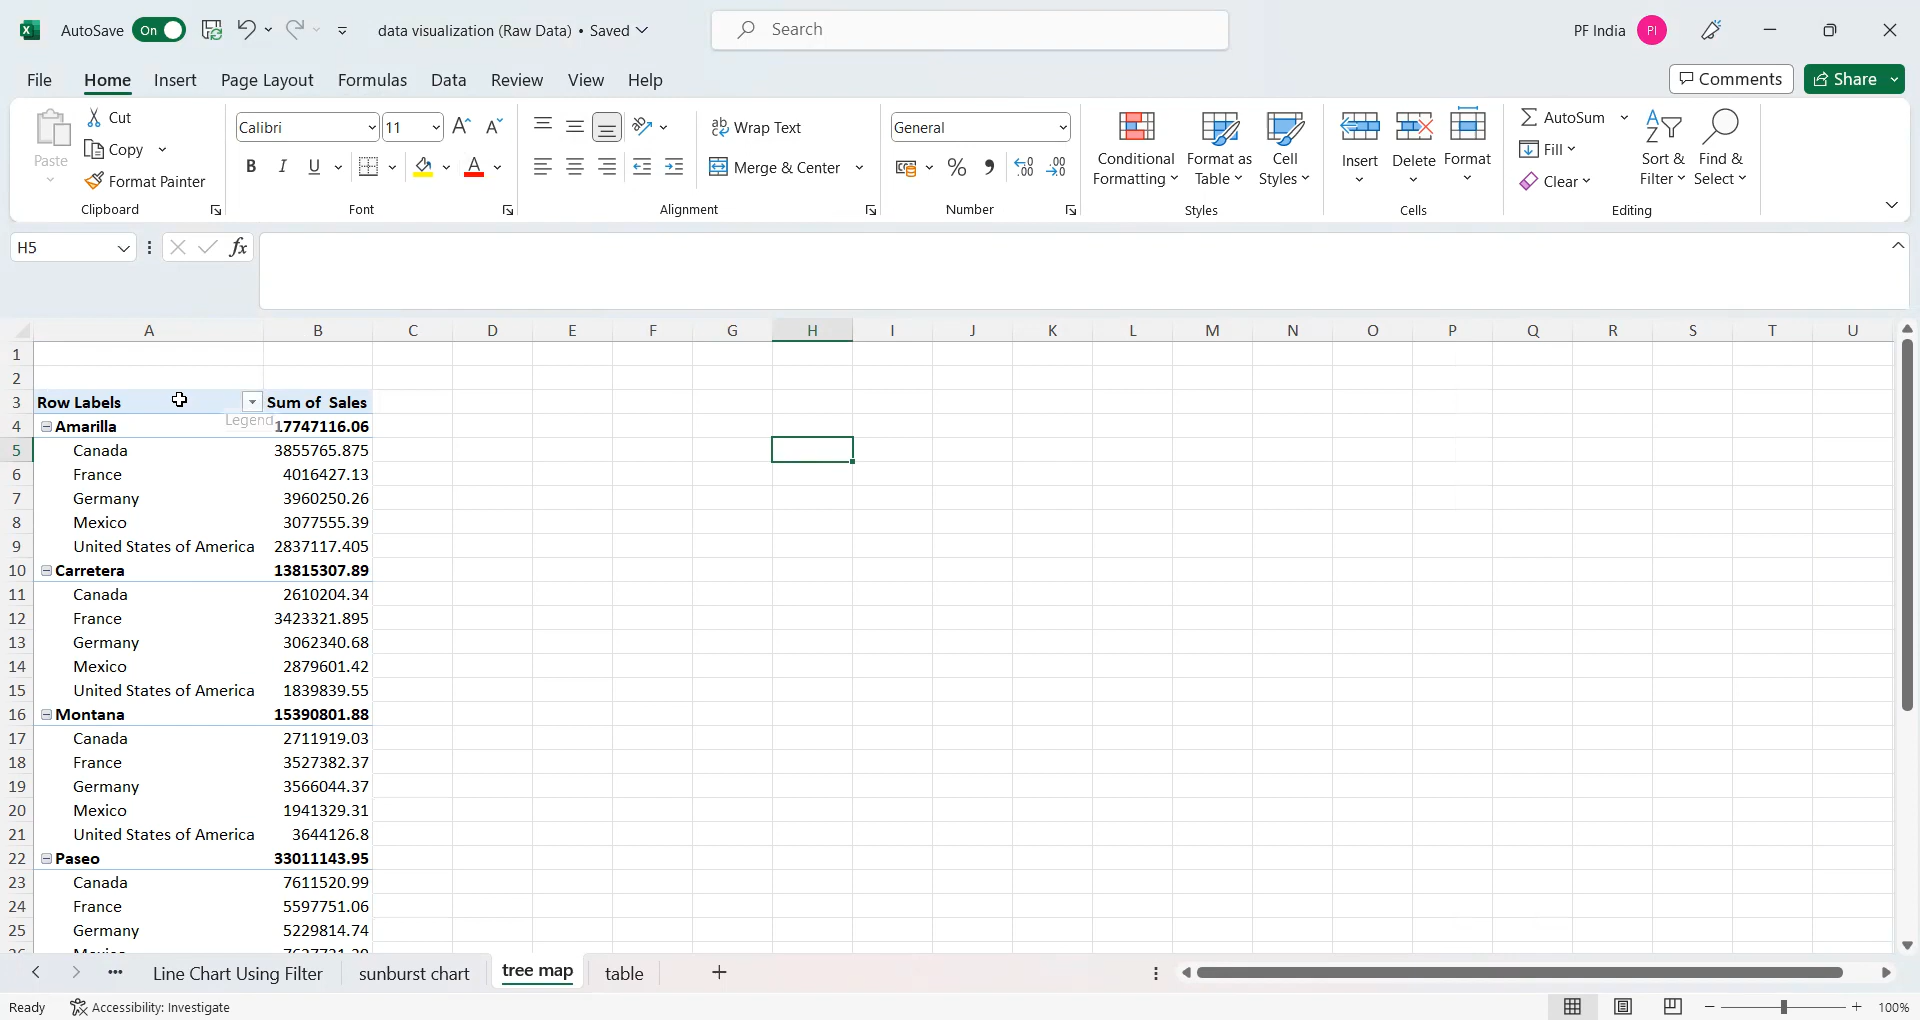 AutoSave On data visualization (Raw Data) • Saved Search PF India PI
File Home Insert Page Layout Formulas Data Review View Help Comments Share
Paste Cut Copy Format Painter Clipboard
Calibri 11 B I U A Font
ab Wrap Text Merge & Center Alignment
General % , Number
Conditional Formatting Format as Table Cell Styles Styles
Insert Delete Format Cells
AutoSum Fill Clear Sort & Filter Find & Select Editing
H5 fx
A B C D E F G H I J K L M N O P Q R S T U
1
2
3 Row Labels Sum of Sales
Legend
4 Amarilla 17747116.06
5 Canada 3855765.875
6 France 4016427.13
7 Germany 3960250.26
8 Mexico 3077555.39
9 United States of America 2837117.405
10 Carretera 13815307.89
11 Canada 2610204.34
12 France 3423321.895
13 Germany 3062340.68
14 Mexico 2879601.42
15 United States of America 1839839.55
16 Montana 15390801.88
17 Canada 2711919.03
18 France 3527382.37
19 Germany 3566044.37
20 Mexico 1941329.31
21 United States of America 3644126.8
22 Paseo 33011143.95
23 Canada 7611520.99
24 France 5597751.06
25 Germany 5229814.74
Line Chart Using Filter sunburst chart tree map table
Ready Accessibility: Investigate 100%